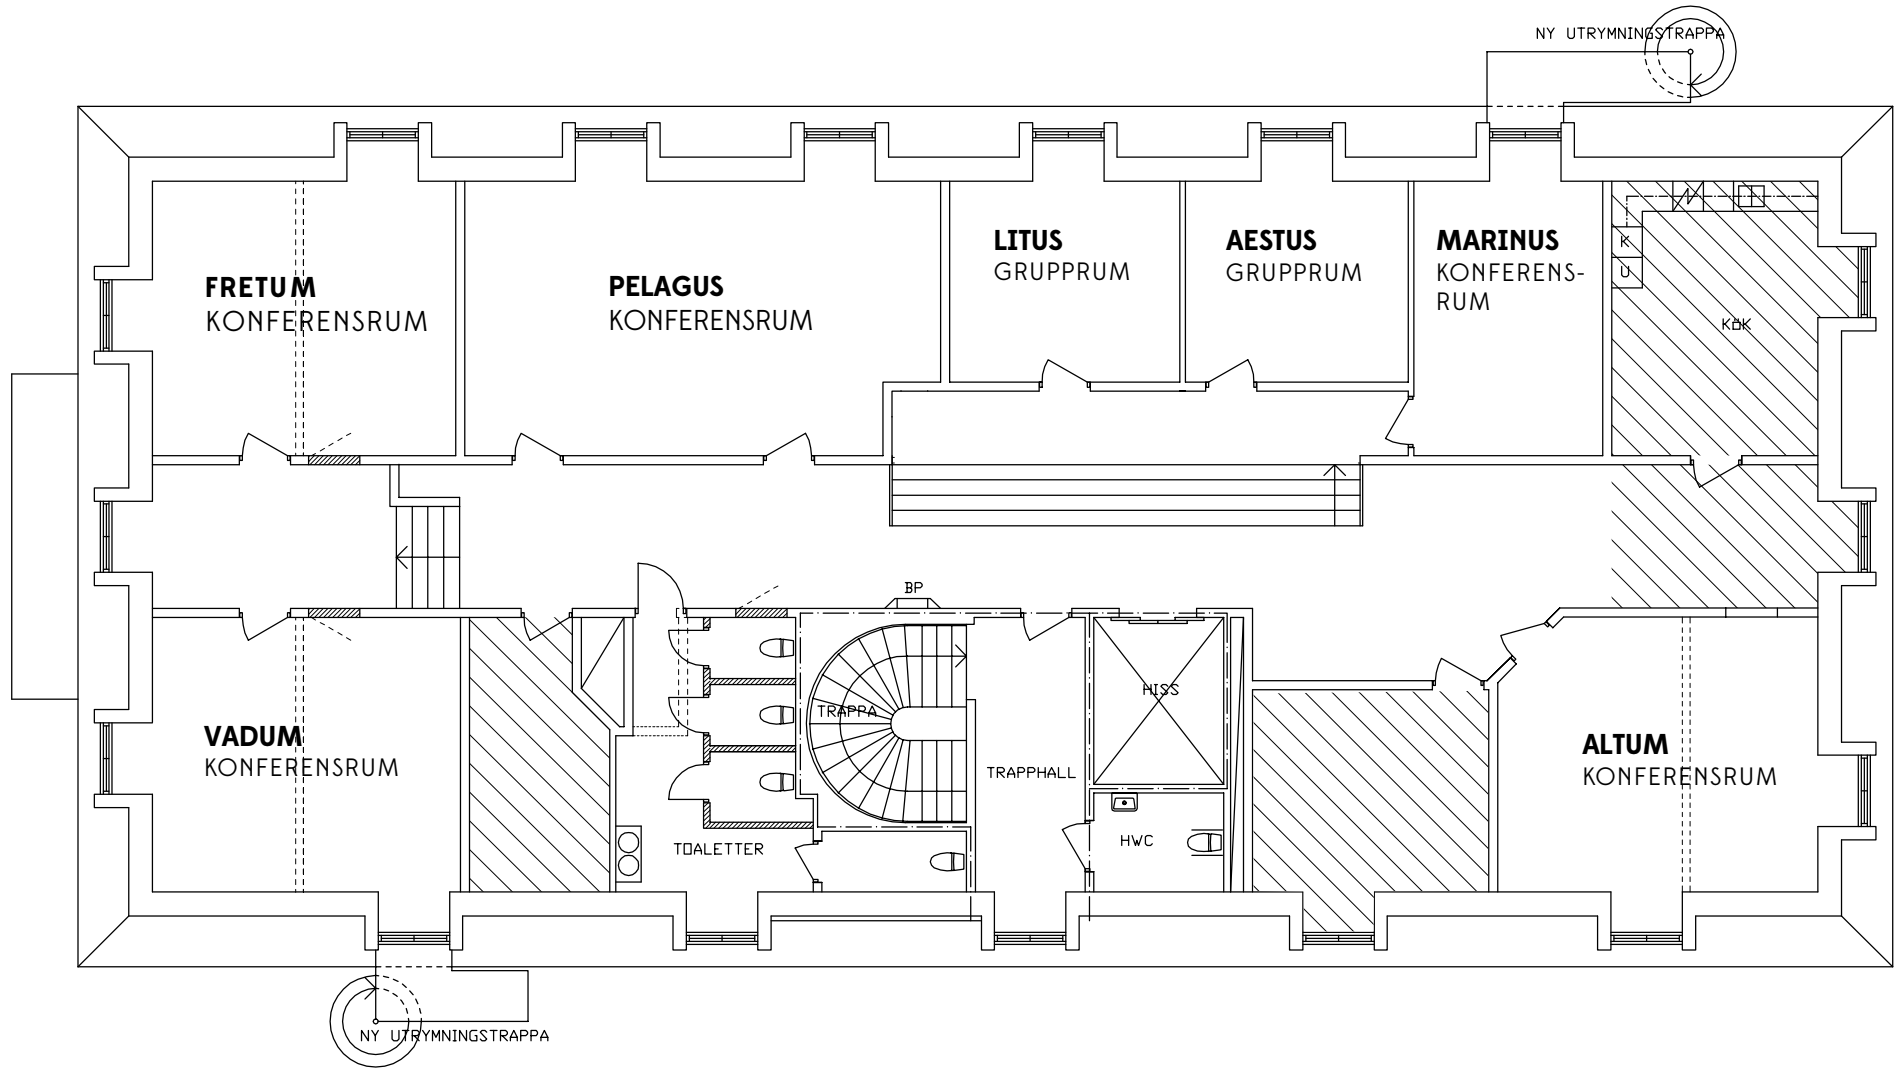 NY UTRYMNINGSTRAPPA
FRETUM
KONFERENSRUM
PELAGUS
KONFERENSRUM
LITUS
GRUPPRUM
AESTUS
GRUPPRUM
MARINUS
KONFERENS-
RUM
K
U
KÖK
BP
VADUM
KONFERENSRUM
TOALETTER
TRAPPA
TRAPPHALL
HISS
HWC
ALTUM
KONFERENSRUM
NY UTRYMNINGSTRAPPA